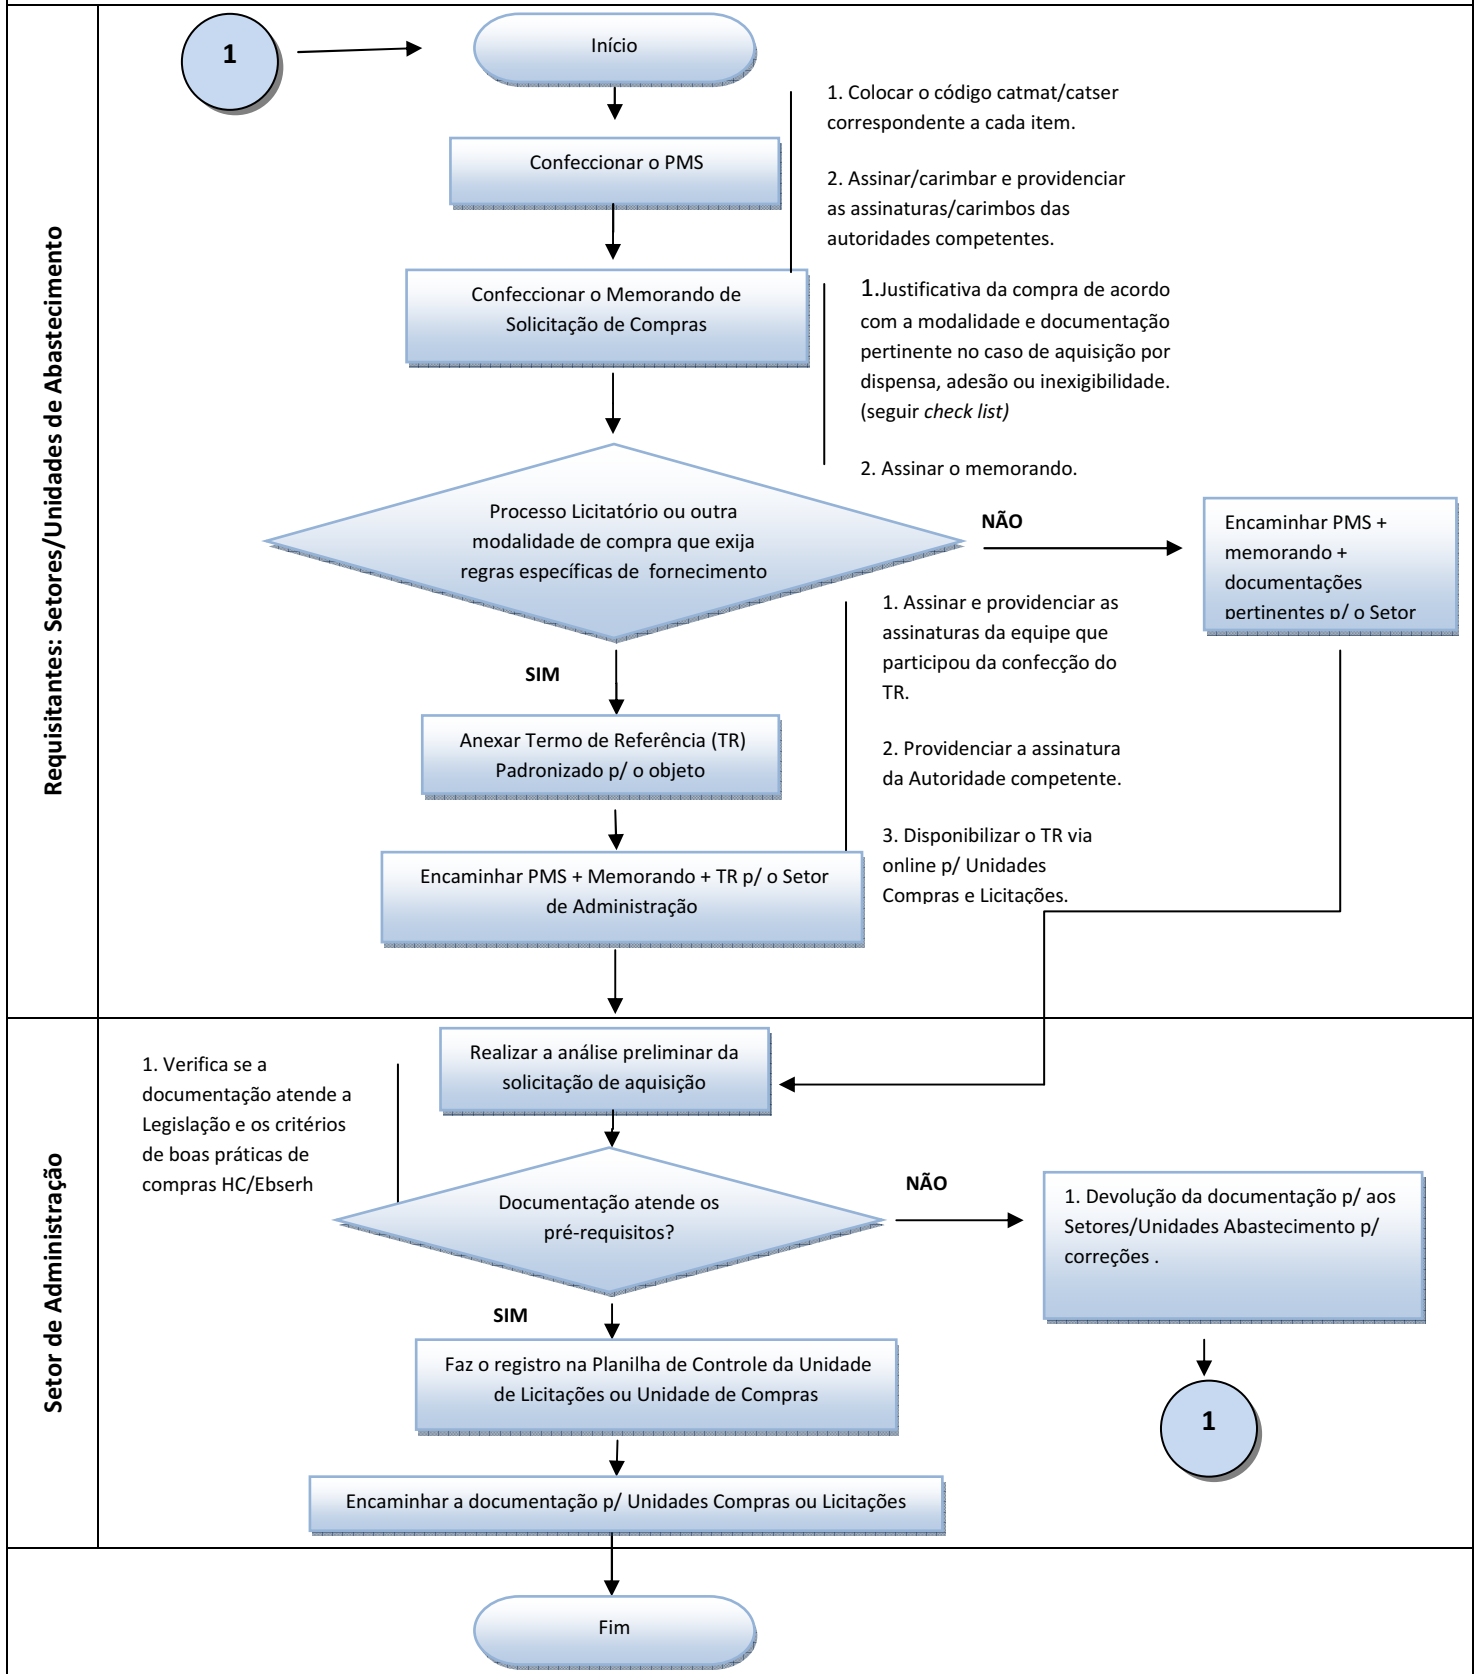 1
Início
1. Colocar o código catmat/catser
correspondente a cada item.
Confeccionar o PMS
2. Assinar/carimbar e providenciar
as assinaturas/carimbos das
autoridades competentes.
Requisitantes: Setores/Unidades de Abastecimento
Confeccionar o Memorando de
Solicitação de Compras
1.Justificativa da compra de acordo
com a modalidade e documentação
pertinente no caso de aquisição por
dispensa, adesão ou inexigibilidade.
(seguir check list)
2. Assinar o memorando.
Processo Licitatório ou outra
modalidade de compra que exija
regras específicas de fornecimento
NÃO
Encaminhar PMS +
memorando +
documentações
pertinentes p/ o Setor
1. Assinar e providenciar as
assinaturas da equipe que
participou da confecção do
TR.
2. Providenciar a assinatura
da Autoridade competente.
3. Disponibilizar o TR via
online p/ Unidades
Compras e Licitações.
SIM
Anexar Termo de Referência (TR)
Padronizado p/ o objeto
Encaminhar PMS + Memorando + TR p/ o Setor
de Administração
Setor de Administração
Realizar a análise preliminar da
solicitação de aquisição
1. Verifica se a
documentação atende a
Legislação e os critérios
de boas práticas de
compras HC/Ebserh
Documentação atende os
pré-requisitos?
NÃO
1. Devolução da documentação p/ aos
Setores/Unidades Abastecimento p/
correções .
SIM
Faz o registro na Planilha de Controle da Unidade
de Licitações ou Unidade de Compras
1
Encaminhar a documentação p/ Unidades Compras ou Licitações
Fim